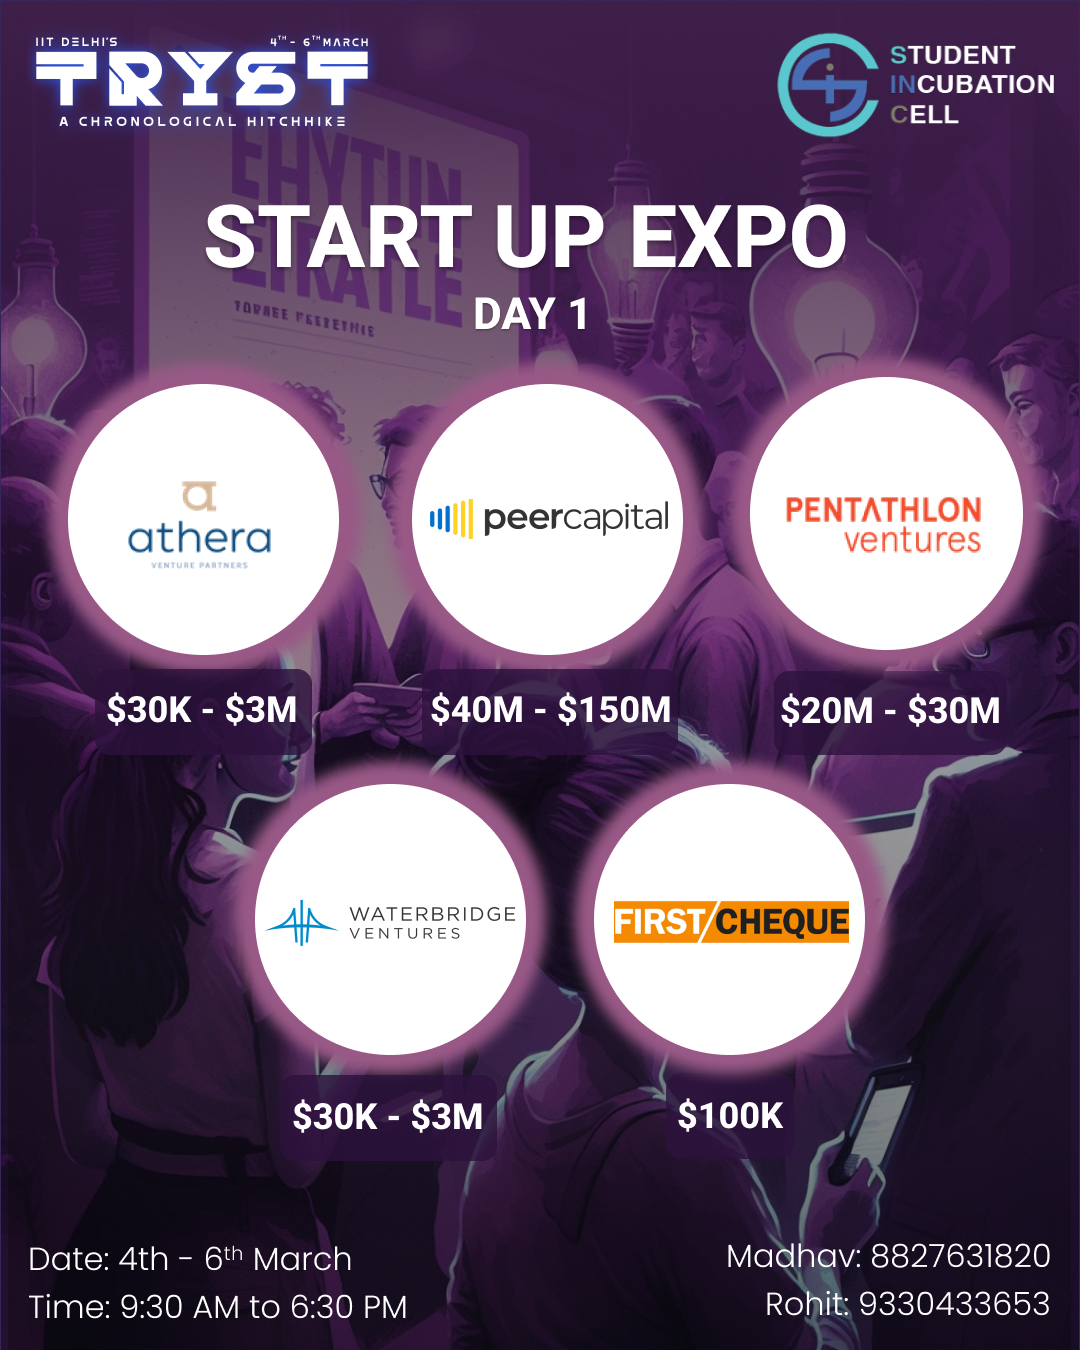 IIT DELHI'S
4TH - 6TH MARCH
TRYST
A CHRONOLOGICAL HITCHHIKE
STUDENT
INCUBATION
CELL
EHYTUN
START UP EXPO
DAY 1
a
athera
VENTURE PARTNERS
peercapital
PENTATHLON
ventures
$30K - $3M
$40M - $150M
$20M - $30M
WATERBRIDGE
VENTURES
FIRST/CHEQUE
$30K - $3M
$100K
Date: 4th - 6th March
Time: 9:30 AM to 6:30 PM
Madhav: 8827631820
Rohit: 9330433653